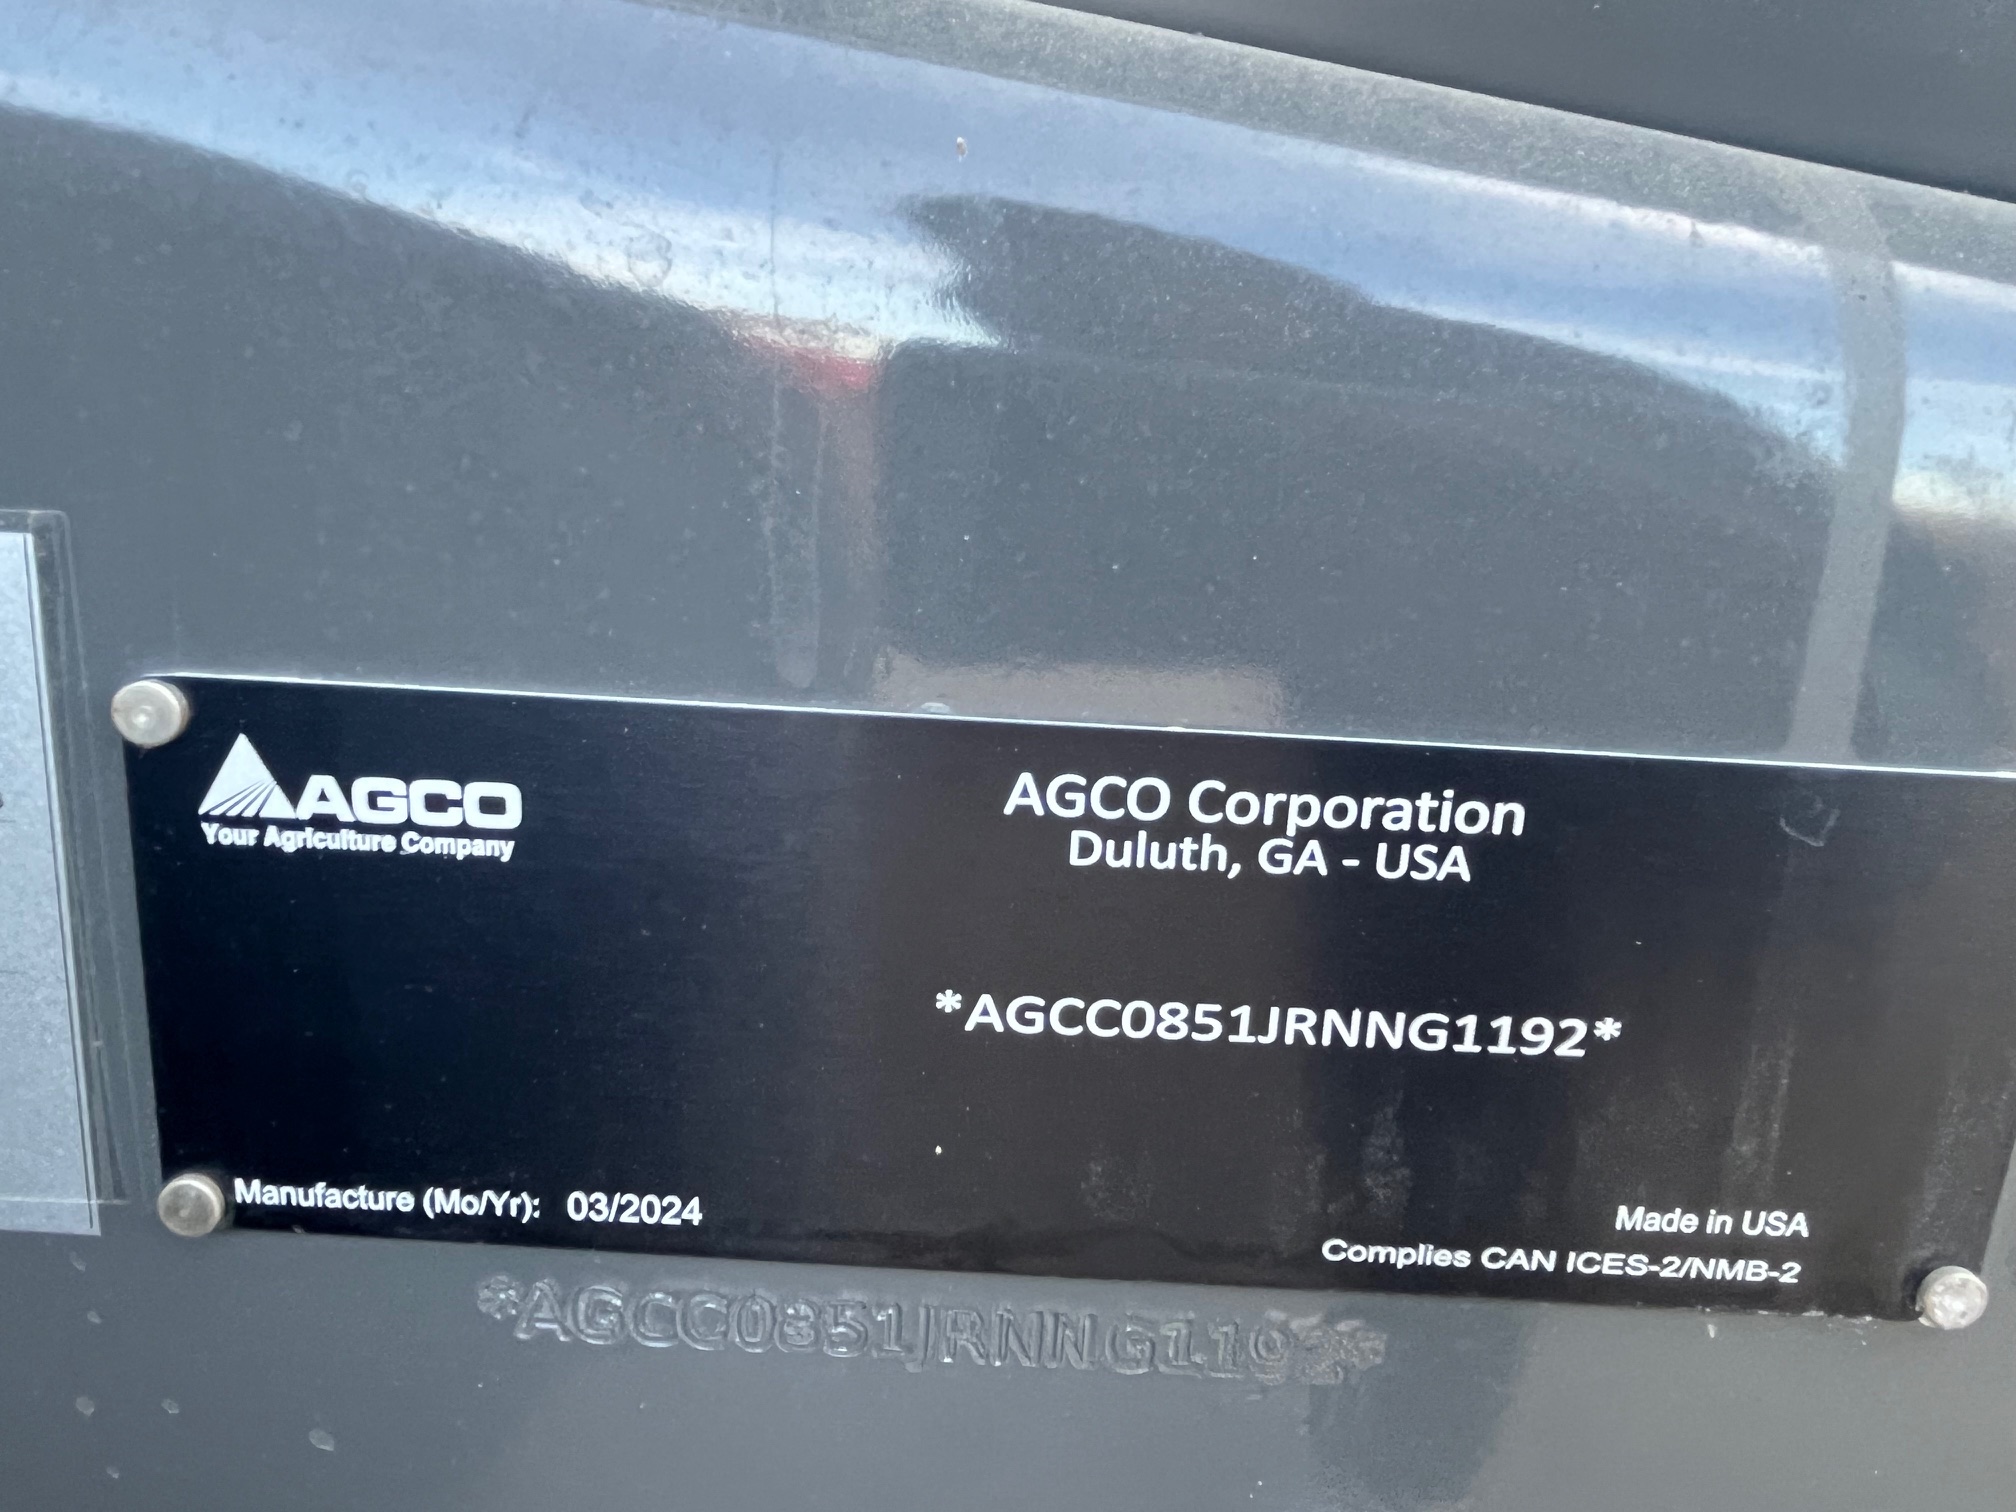 AGCO
Your Agriculture Company
AGCO Corporation
Duluth, GA - USA
*AGCC0851JRNNG1192*
Manufacture (Mo/Yr): 03/2024
Made in USA
Complies CAN ICES-2/NMB-2
*AGCC0851JRNNG1192*